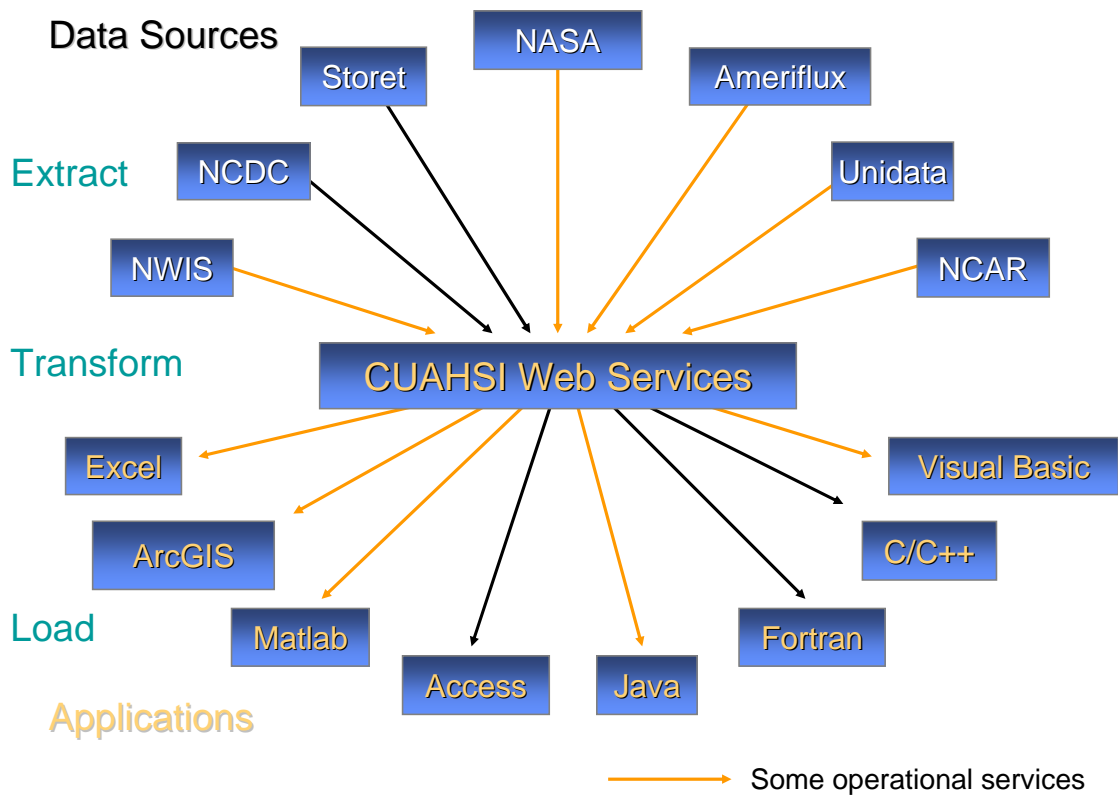 Data Sources
NASA
Storet
Ameriflux
Extract
NCDC
Unidata
NWIS
NCAR
Transform
CUAHSI Web Services
Excel
Visual Basic
ArcGIS
C/C++
Load
Matlab
Fortran
Access
Java
Applications
Some operational services